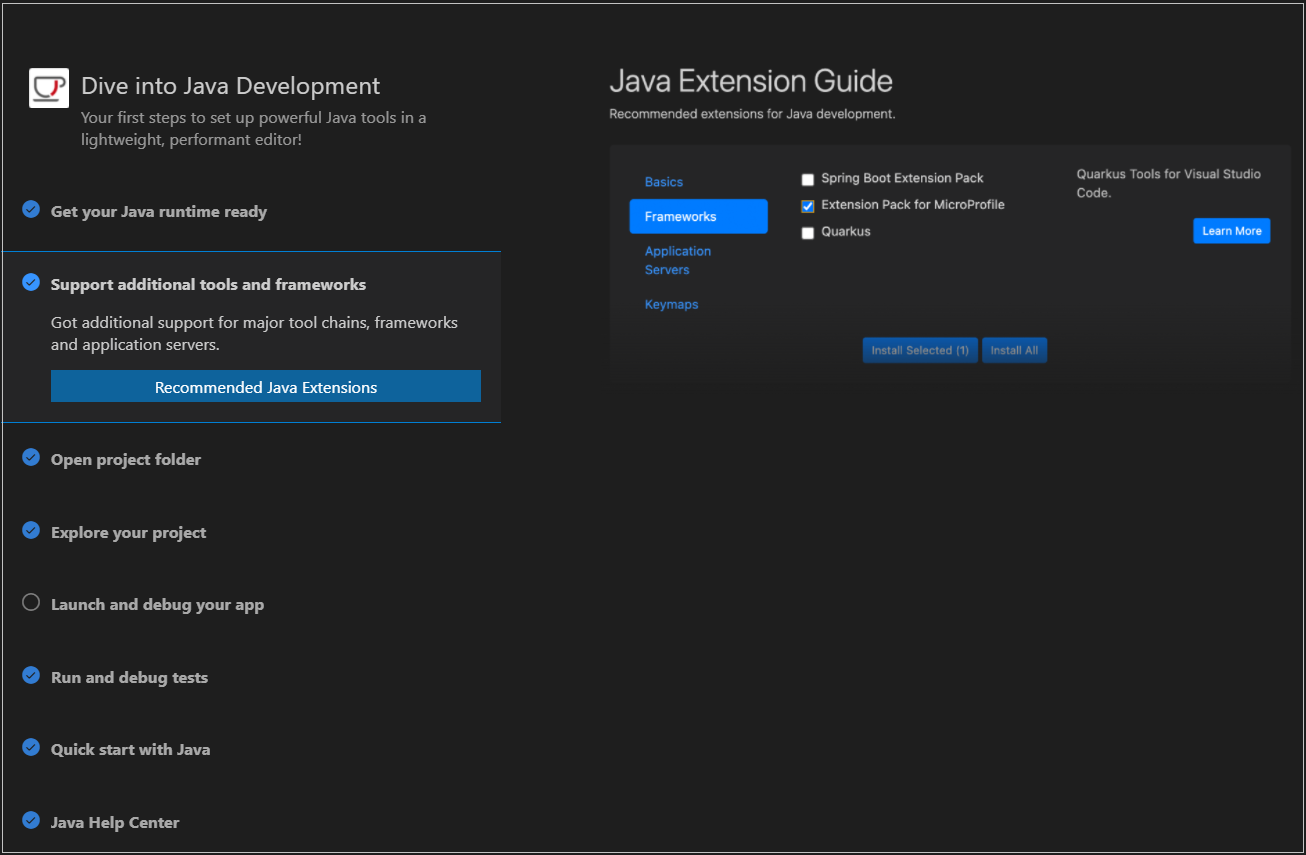 Dive into Java Development
Your first steps to set up powerful Java tools in a
lightweight, performant editor!
Get your Java runtime ready
Support additional tools and frameworks
Got additional support for major tool chains, frameworks
and application servers.
Recommended Java Extensions
Open project folder
Explore your project
Launch and debug your app
Run and debug tests
Quick start with Java
Java Help Center
Java Extension Guide
Recommended extensions for Java development.
Basics
Frameworks
Application
Servers
Keymaps
Spring Boot Extension Pack
Extension Pack for MicroProfile
Quarkus
Quarkus Tools for Visual Studio
Code.
Learn More
Install Selected (1)
Install All